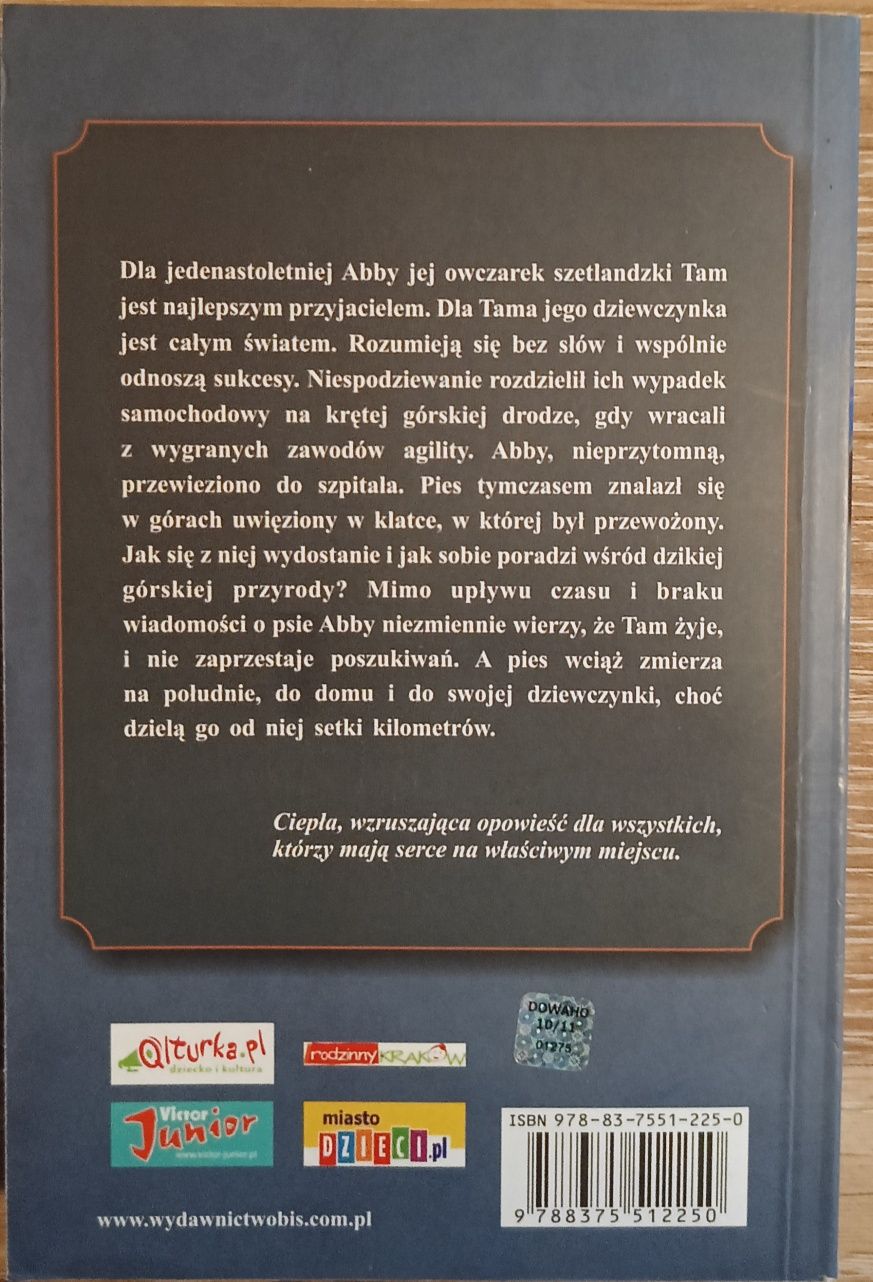 Dla jedenastoletniej Abby jej owczarek szetlandzki Tam
jest najlepszym przyjacielem. Dla Tama jego dziewczynka
jest całym światem. Rozumieją się bez słów i wspólnie
odnoszą sukcesy. Niespodziewanie rozdzielił ich wypadek
samochodowy na krętej górskiej drodze, gdy wracali
z wygranych zawodów agility. Abby, nieprzytomną,
przewieziono do szpitala. Pies tymczasem znalazł się
w górach uwięziony w klatce, w której był przewożony.
Jak się z niej wydostanie i jak sobie poradzi wśród dzikiej
górskiej przyrody? Mimo upływu czasu i braku
wiadomości o psie Abby niezmiennie wierzy, że Tam żyje,
i nie zaprzestaje poszukiwań. A pies wciąż zmierza
na południe, do domu i do swojej dziewczynki, choć
dzielą go od niej setki kilometrów.
Ciepła, wzruszająca opowieść dla wszystkich,
którzy mają serce na właściwym miejscu.
Qlturka.pl
dziecko i kultura
rodzinny KRAKÓW
DOWAHO
10/11
01275
Victor
Junior
www.victor-junior.pl
miasto
DZIECI.pl
ISBN 978-83-7551-225-0
9 788375 512250
www.wydawnictwobis.com.pl